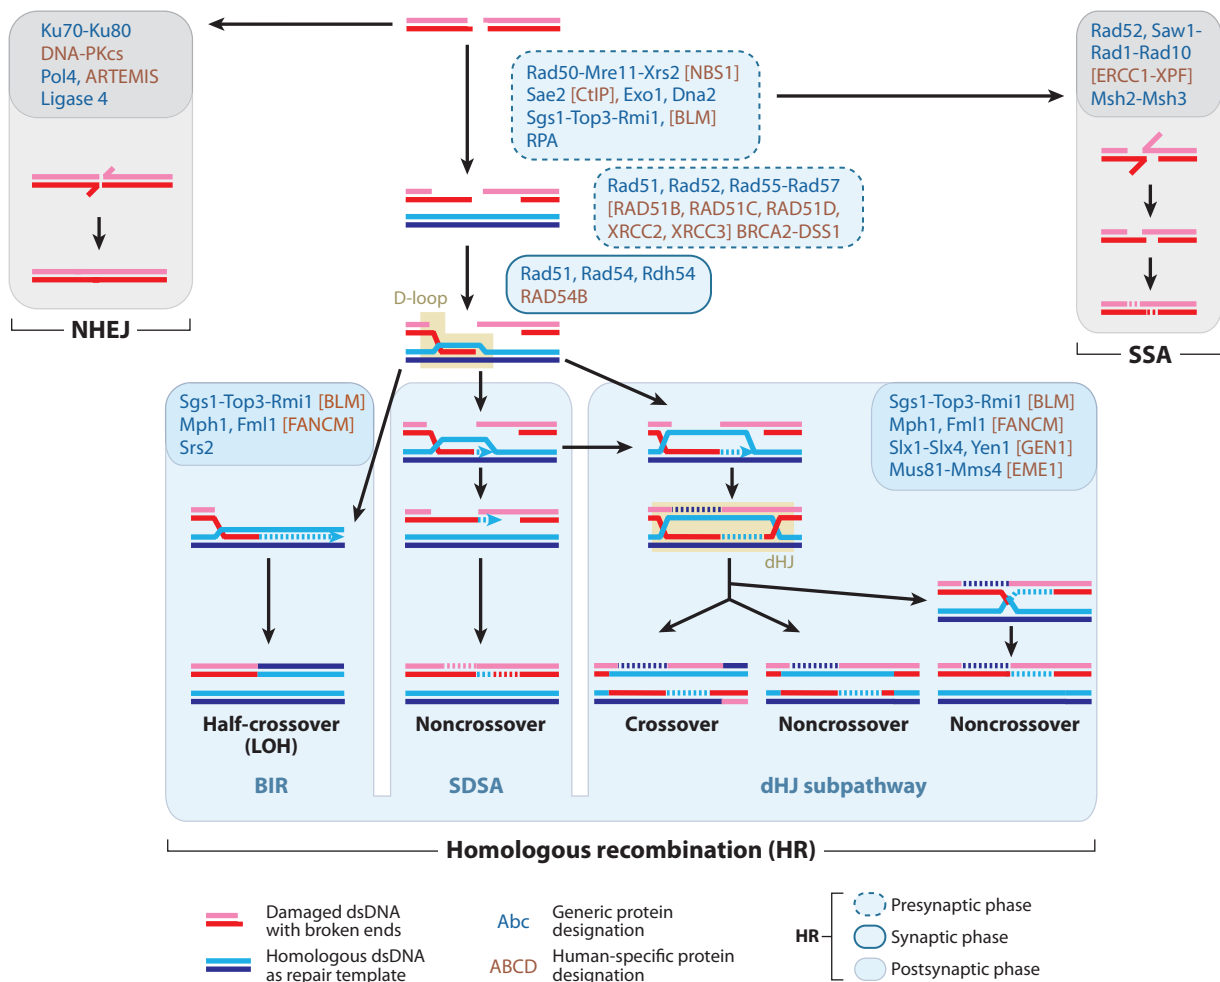 Ku70-Ku80
DNA-PKcs
Pol4, ARTEMIS
Ligase 4
NHEJ
Rad50-Mre11-Xrs2 [NBS1]
Sae2 [CtIP], Exo1, Dna2
Sgs1-Top3-Rmi1, [BLM]
RPA
Rad52, Saw1-
Rad1-Rad10
[ERCC1-XPF]
Msh2-Msh3
SSA
Rad51, Rad52, Rad55-Rad57
[RAD51B, RAD51C, RAD51D,
XRCC2, XRCC3] BRCA2-DSS1
Rad51, Rad54, Rdh54
RAD54B
D-loop
Sgs1-Top3-Rmi1 [BLM]
Mph1, Fml1 [FANCM]
Srs2
Sgs1-Top3-Rmi1 [BLM]
Mph1, Fml1 [FANCM]
Slx1-Slx4, Yen1 [GEN1]
Mus81-Mms4 [EME1]
dHJ
Half-crossover
(LOH)
Noncrossover
Crossover
Noncrossover
Noncrossover
BIR
SDSA
dHJ subpathway
Homologous recombination (HR)
Damaged dsDNA
with broken ends
Homologous dsDNA
as repair template
Abc
Generic protein
designation
ABCD
Human-specific protein
designation
HR
Presynaptic phase
Synaptic phase
Postsynaptic phase